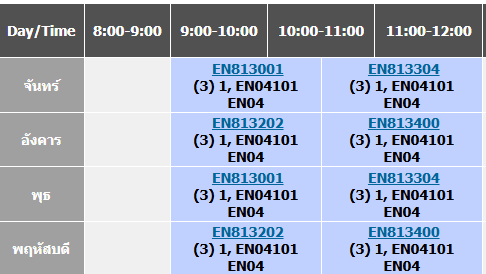 Day/Time 8:00-9:00 9:00-10:00 10:00-11:00 11:00-12:00
จันทร์ EN813001 EN813304
(3) 1, EN04101 (3) 1, EN04101
EN04 EN04
อังคาร EN813202 EN813400
(3) 1, EN04101 (3) 1, EN04101
EN04 EN04
พุธ EN813001 EN813304
(3) 1, EN04101 (3) 1, EN04101
EN04 EN04
พฤหัสบดี EN813202 EN813400
(3) 1, EN04101 (3) 1, EN04101
EN04 EN04